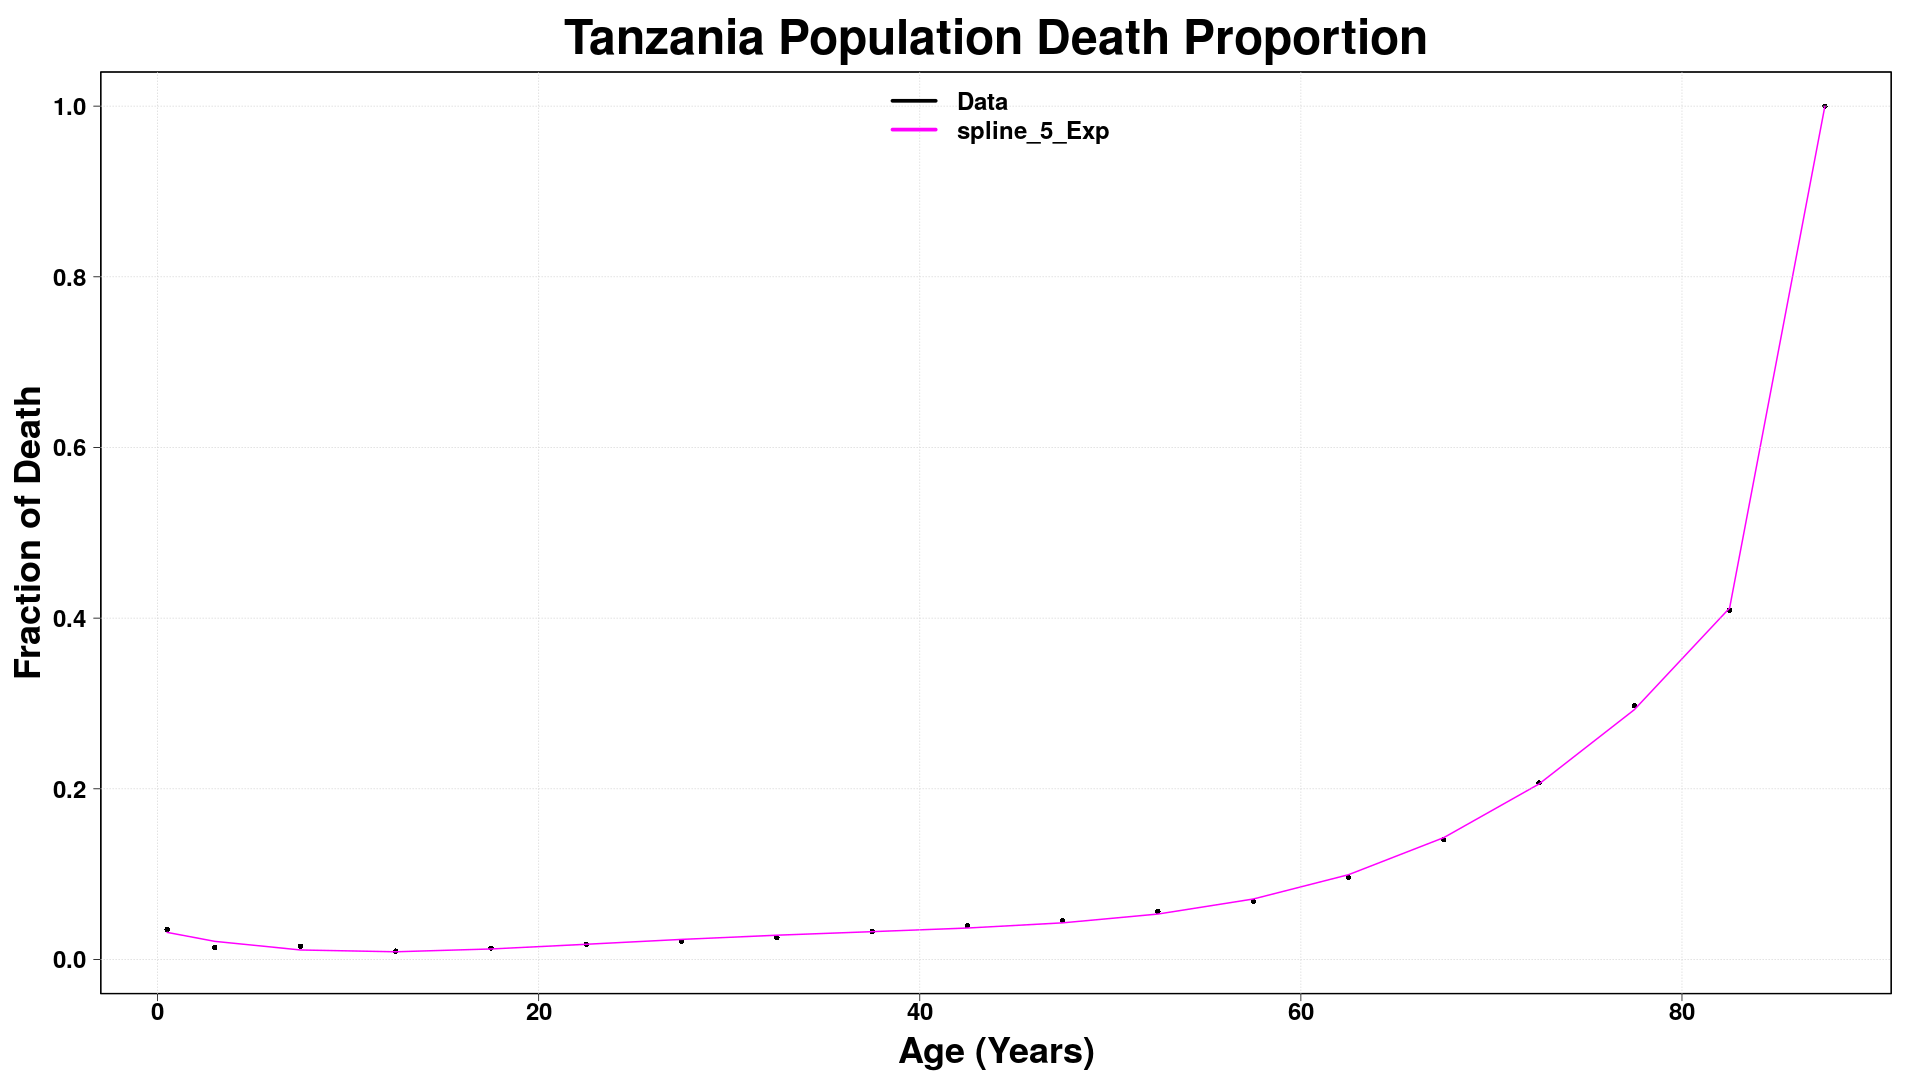 Tanzania Population Death Proportion
Data
spline_5_Exp
1.0
0.8
0.6
0.4
0.2
0.0
Fraction of Death
0 20 40 60 80
Age (Years)